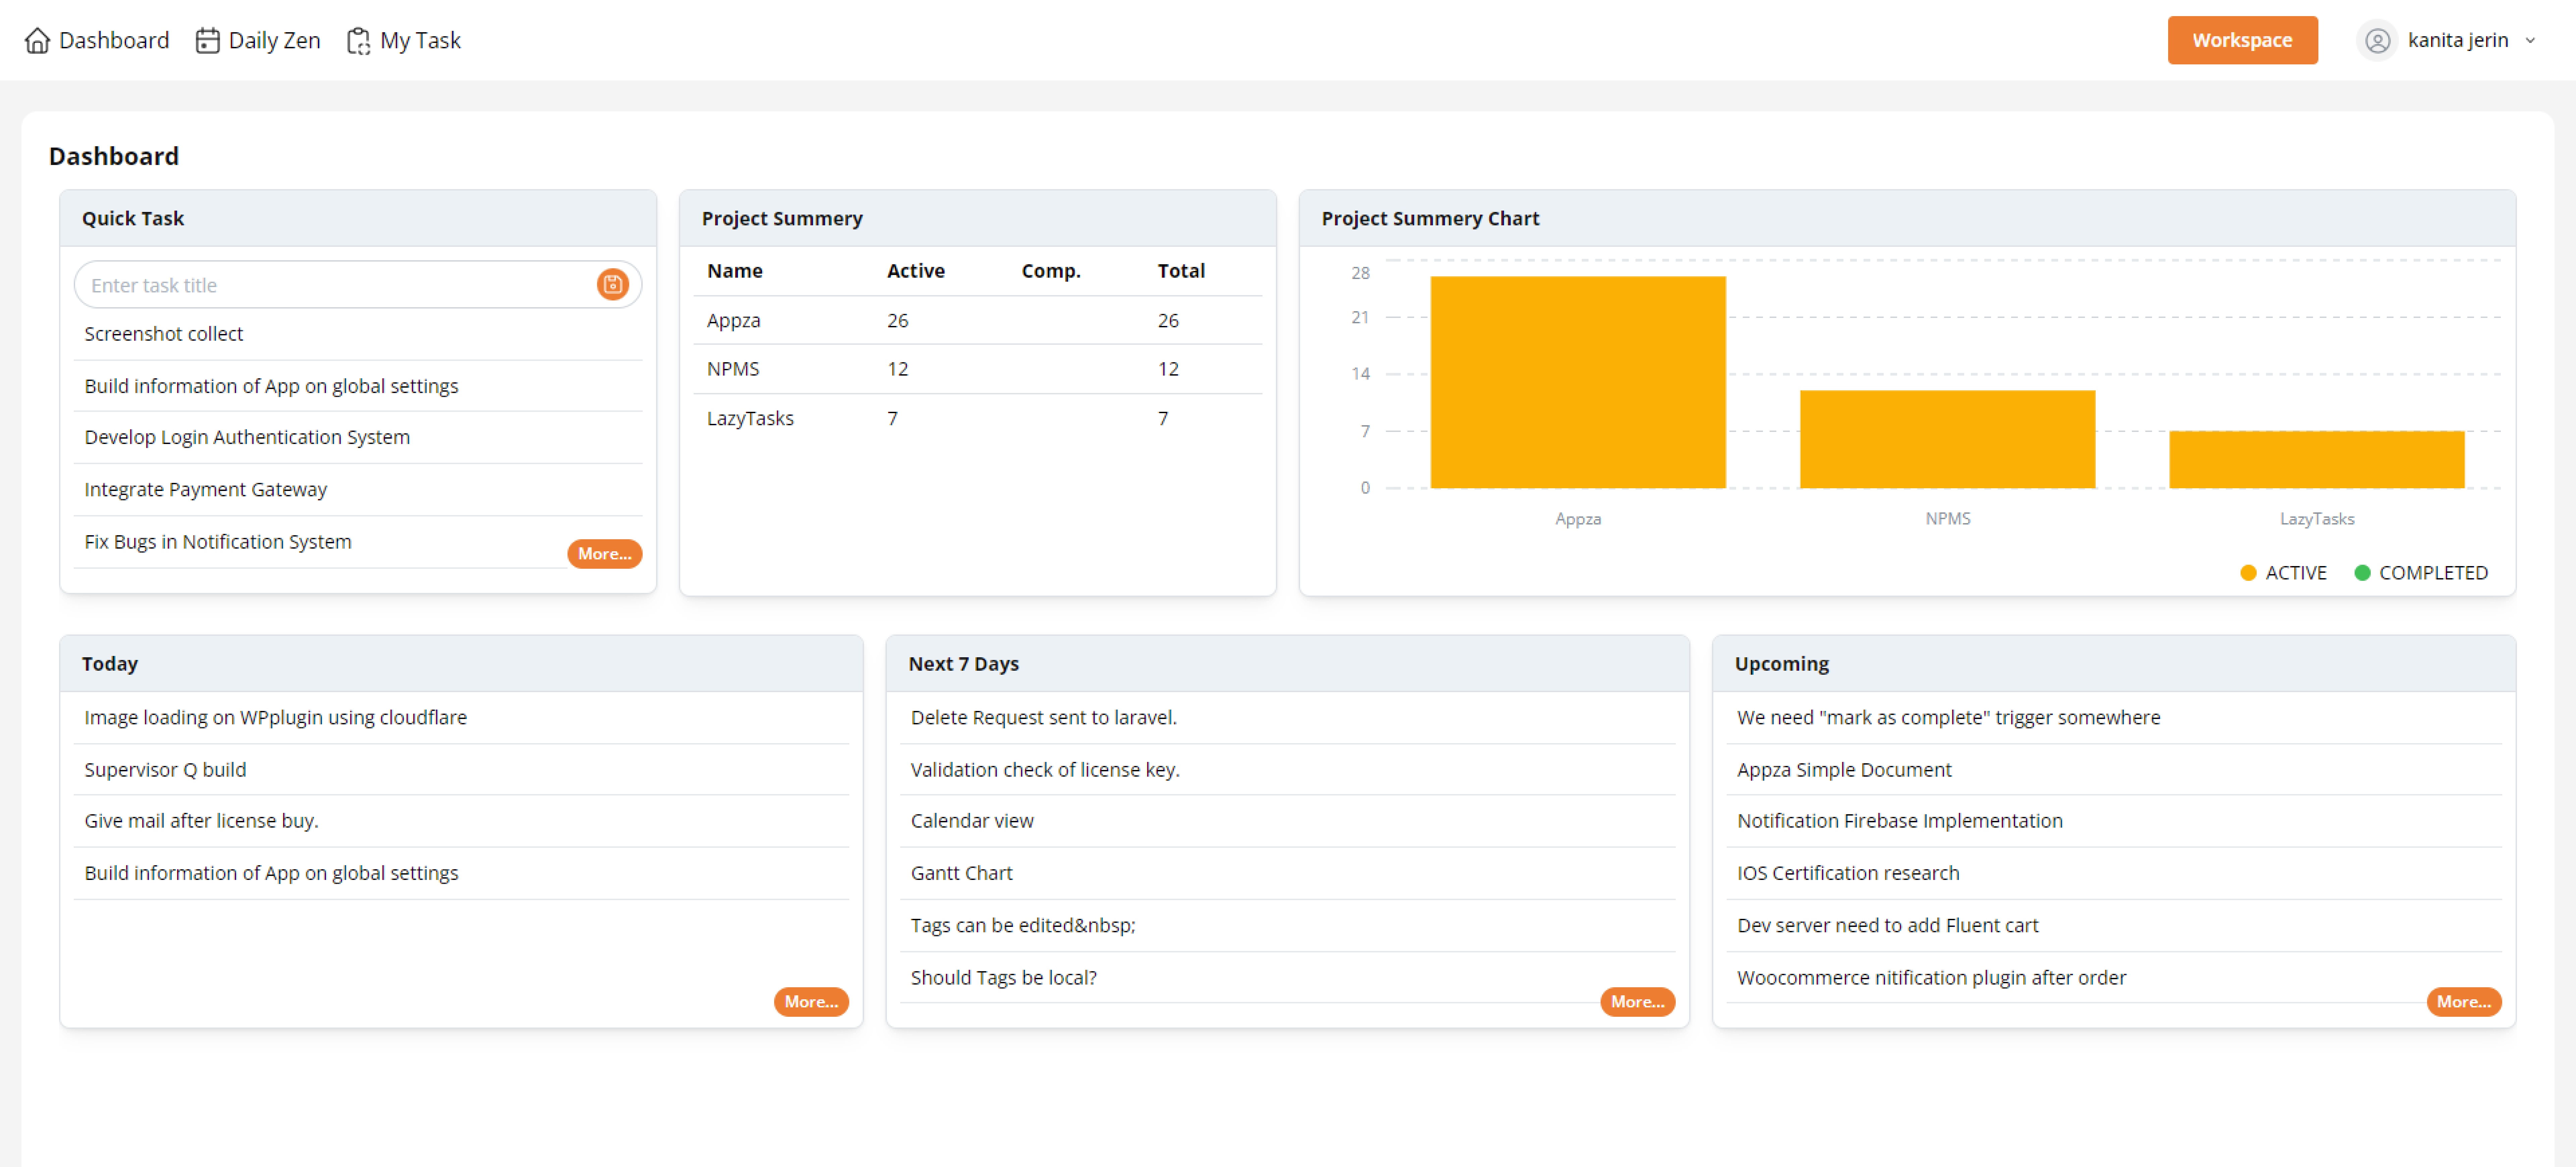 Dashboard Daily Zen My Task Workspace kanita jerin
Dashboard
Quick Task
Enter task title
Screenshot collect
Build information of App on global settings
Develop Login Authentication System
Integrate Payment Gateway
Fix Bugs in Notification System
More...
Project Summery
Name Active Comp. Total
Appza 26 26
NPMS 12 12
LazyTasks 7 7
Project Summery Chart
28
21
14
7
0
Appza NPMS LazyTasks
ACTIVE COMPLETED
Today
Image loading on WPplugin using cloudflare
Supervisor Q build
Give mail after license buy.
Build information of App on global settings
More...
Next 7 Days
Delete Request sent to laravel.
Validation check of license key.
Calendar view
Gantt Chart
Tags can be edited&nbsp;
Should Tags be local?
More...
Upcoming
We need "mark as complete" trigger somewhere
Appza Simple Document
Notification Firebase Implementation
IOS Certification research
Dev server need to add Fluent cart
Woocommerce nitification plugin after order
More...